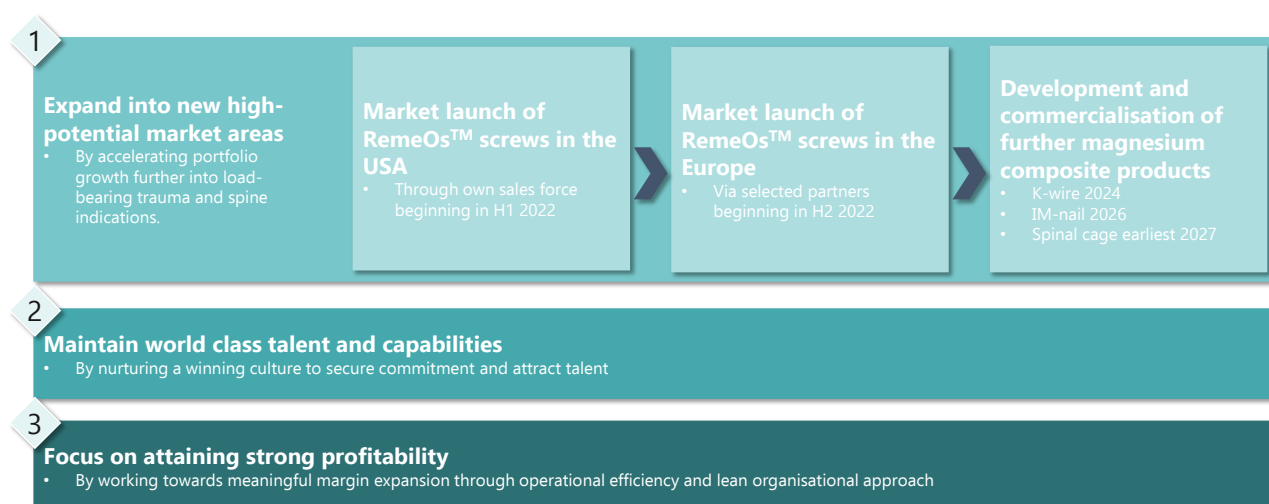 1
Expand into new high-
potential market areas
• By accelerating portfolio
growth further into load-
bearing trauma and spine
indications.
Market launch of
RemeOs™ screws in the
USA
• Through own sales force
beginning in H1 2022
Market launch of
RemeOs™ screws in the
Europe
• Via selected partners
beginning in H2 2022
Development and
commercialisation of
further magnesium
composite products
• K-wire 2024
• IM-nail 2026
• Spinal cage earliest 2027
2
Maintain world class talent and capabilities
• By nurturing a winning culture to secure commitment and attract talent
3
Focus on attaining strong profitability
• By working towards meaningful margin expansion through operational efficiency and lean organisational approach